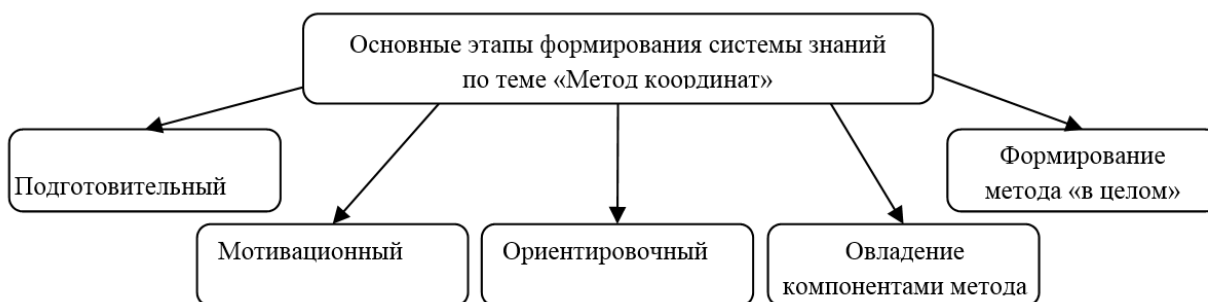 Основные этапы формирования системы знаний
по теме «Метод координат»
Подготовительный
Мотивационный
Ориентировочный
Овладение
компонентами метода
Формирование
метода «в целом»